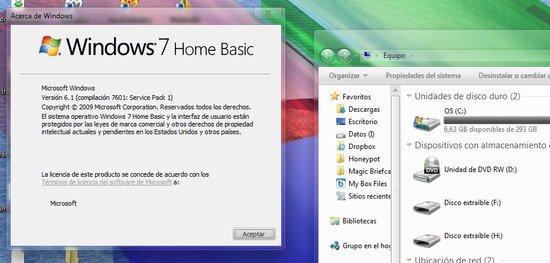 Acerca de Windows
Windows 7 Home Basic
Microsoft Windows
Versión 6.1 (compilación 7601: Service Pack 1)
Copyright © 2009 Microsoft Corporation. Reservados todos los derechos.
El sistema operativo Windows 7 Home Basic y la interfaz de usuario están
protegidos por las leyes de marca comercial y otros derechos de propiedad
intelectual actuales y pendientes en los Estados Unidos y otros países.
La licencia de este producto se concede de acuerdo con los
Términos de licencia del software de Microsoft a:
Microsoft
Aceptar
Equipo
Organizar
Propiedades del sistema
Desinstalar o cambiar
Favoritos
Descargas
Escritorio
Datos (I)
Dropbox
Honeypot
Magic Briefca
My Box Files
Sitios recientes
Bibliotecas
Grupo en el hog
Unidades de disco duro (2)
OS (C:)
6,63 GB disponibles de 293 GB
Dispositivos con almacenamiento
Unidad de DVD RW (D:)
DVD
Disco extraíble (F:)
Disco extraíble (H:)
Ubicación de red (2)